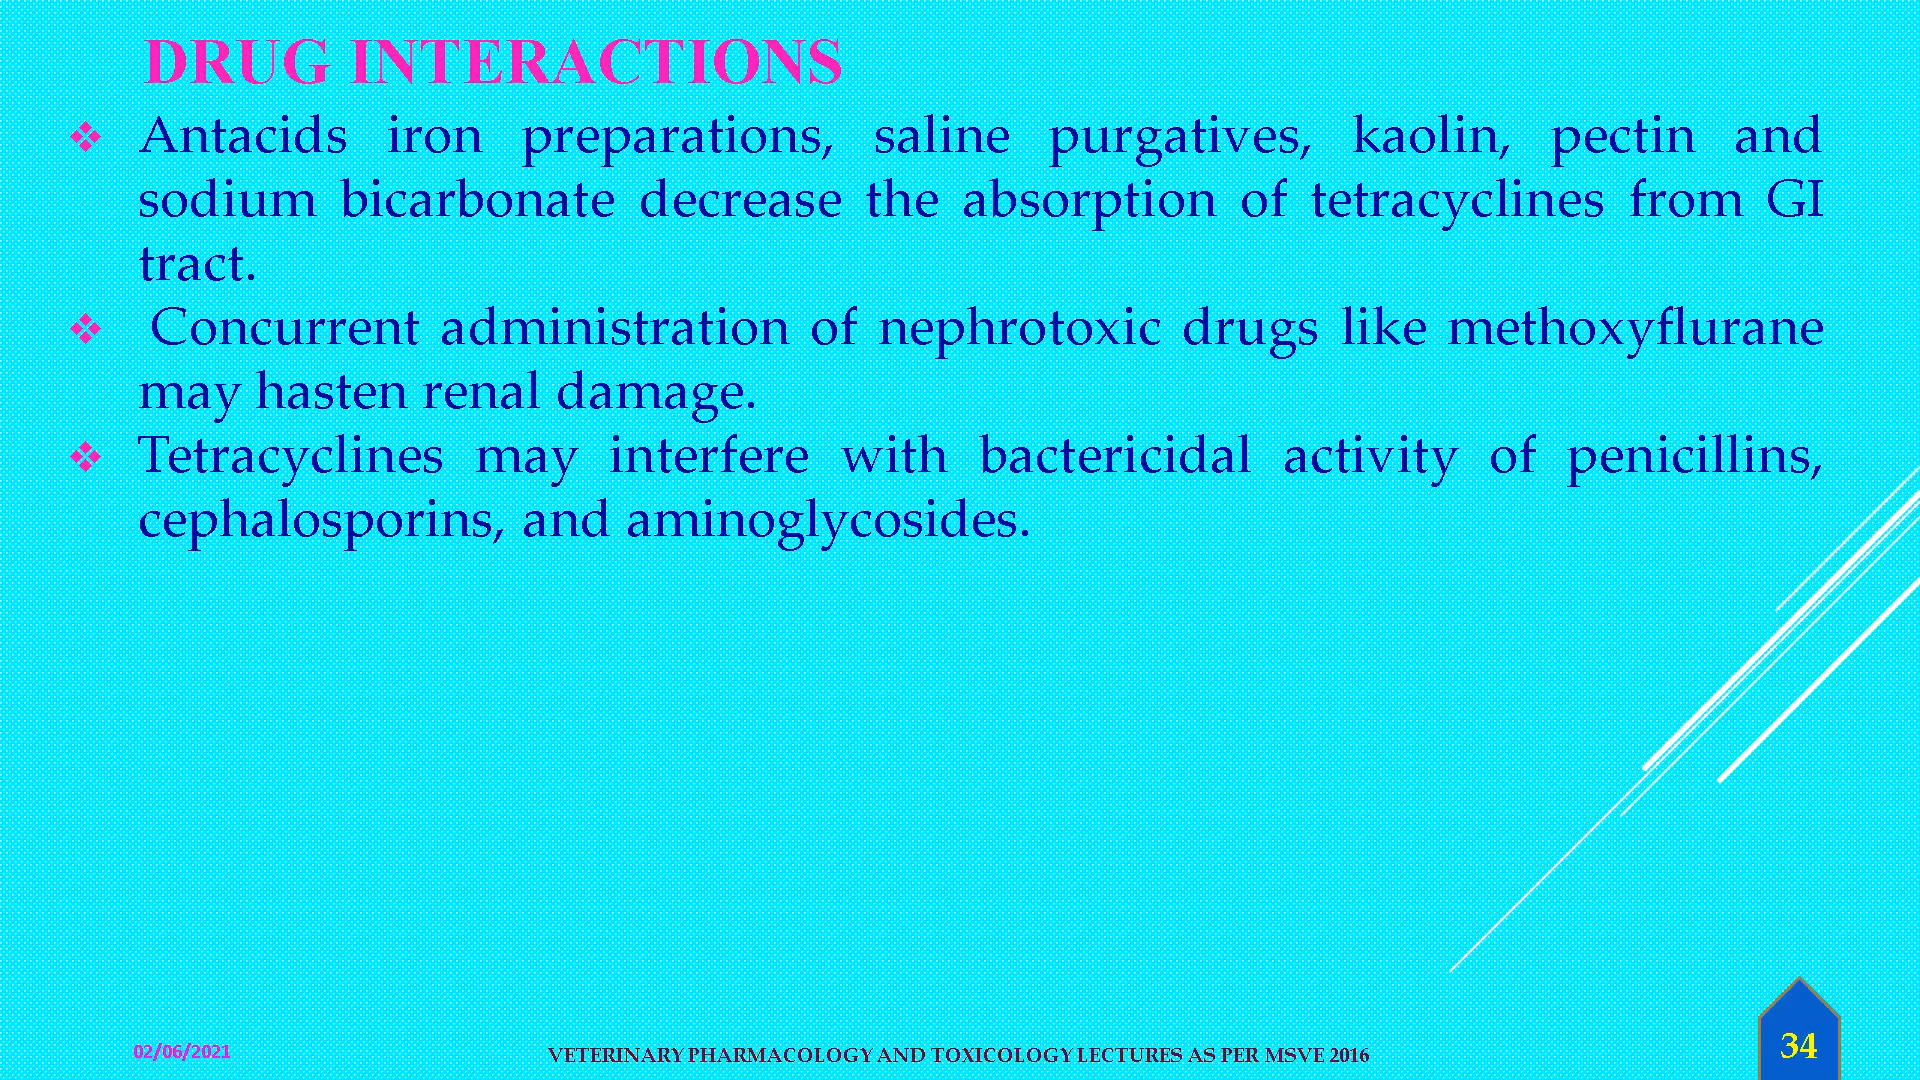 DRUG INTERACTIONS
❖ Antacids iron preparations, saline purgatives, kaolin, pectin and
sodium bicarbonate decrease the absorption of tetracyclines from GI
tract.
❖ Concurrent administration of nephrotoxic drugs like methoxyflurane
may hasten renal damage.
❖ Tetracyclines may interfere with bactericidal activity of penicillins,
cephalosporins, and aminoglycosides.
02/06/2021
VETERINARY PHARMACOLOGY AND TOXICOLOGY LECTURES AS PER MSVE 2016
34